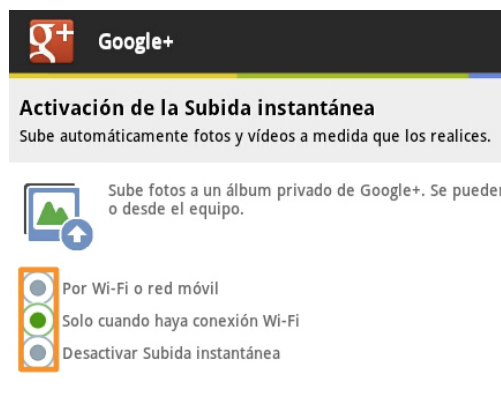 g+ Google+
Activación de la Subida instantánea
Sube automáticamente fotos y vídeos a medida que los realices.
Sube fotos a un álbum privado de Google+. Se pueden
o desde el equipo.
Por Wi-Fi o red móvil
Solo cuando haya conexión Wi-Fi
Desactivar Subida instantánea